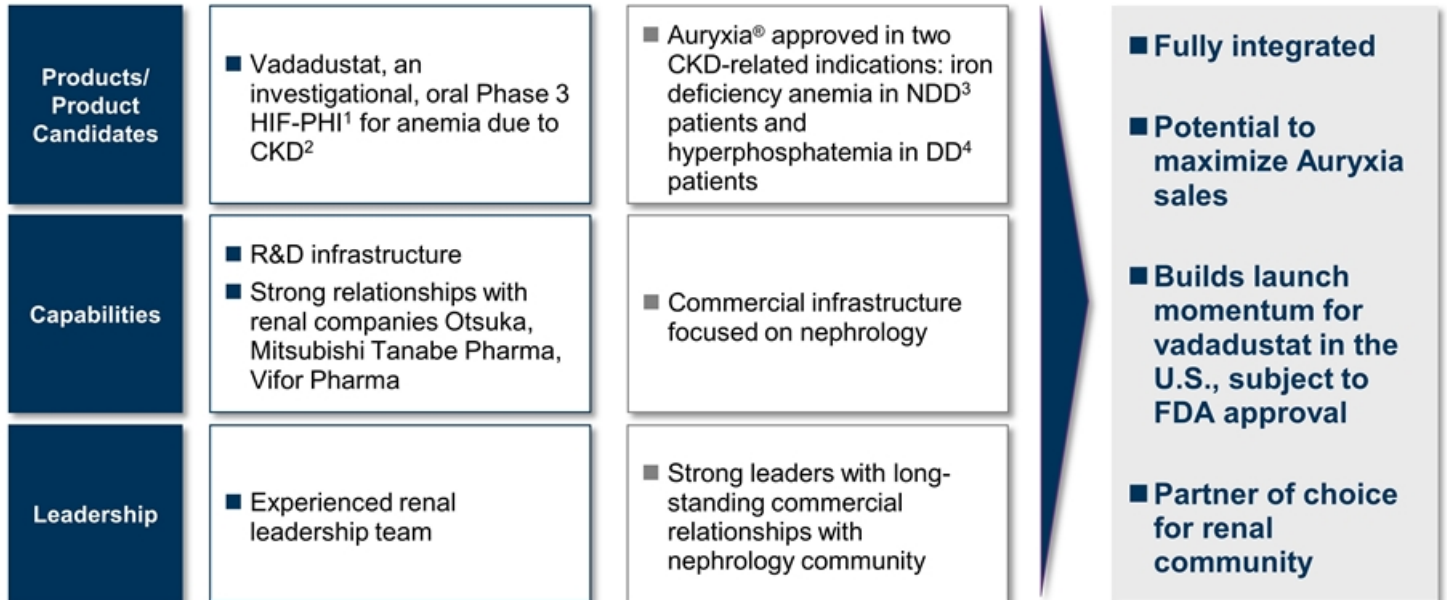 Products/
Product
Candidates
■ Vadadustat, an
investigational, oral Phase 3
HIF-PHI¹ for anemia due to
CKD²
■ Auryxia® approved in two
CKD-related indications: iron
deficiency anemia in NDD³
patients and
hyperphosphatemia in DD⁴
patients
Capabilities
■ R&D infrastructure
■ Strong relationships with
renal companies Otsuka,
Mitsubishi Tanabe Pharma,
Vifor Pharma
■ Commercial infrastructure
focused on nephrology
Leadership
■ Experienced renal
leadership team
■ Strong leaders with long-
standing commercial
relationships with
nephrology community
■ Fully integrated
■ Potential to
maximize Auryxia
sales
■ Builds launch
momentum for
vadadustat in the
U.S., subject to
FDA approval
■ Partner of choice
for renal
community